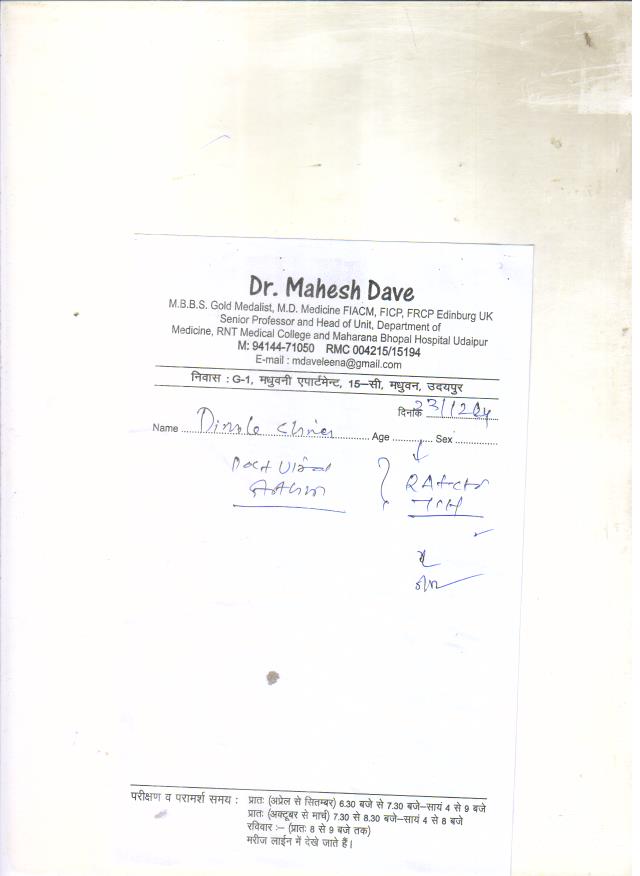 Dr. Mahesh Dave
M.B.B.S. Gold Medalist, M.D. Medicine FIACM, FICP, FRCP Edinburg UK
Senior Professor and Head of Unit, Department of
Medicine, RNT Medical College and Maharana Bhopal Hospital Udaipur
M: 94144-71050 RMC 004215/15194
E-mail : mdaveleena@gmail.com
निवास : G-1, मधुवनी एपार्टमेन्ट, 15–सी, मधुवन, उदयपुर
दिनांक 23/12
Name Age Sex
Post Viral
RA factor
परीक्षण व परामर्श समय : प्रातः (अप्रेल से सितम्बर) 6.30 बजे से 7.30 बजे–सायं 4 से 9 बजे
प्रातः (अक्टूबर से मार्च) 7.30 से 8.30 बजे–सायं 4 से 8 बजे
रविवार :– (प्रातः 8 से 9 बजे तक)
मरीज लाईन में देखे जाते हैं।